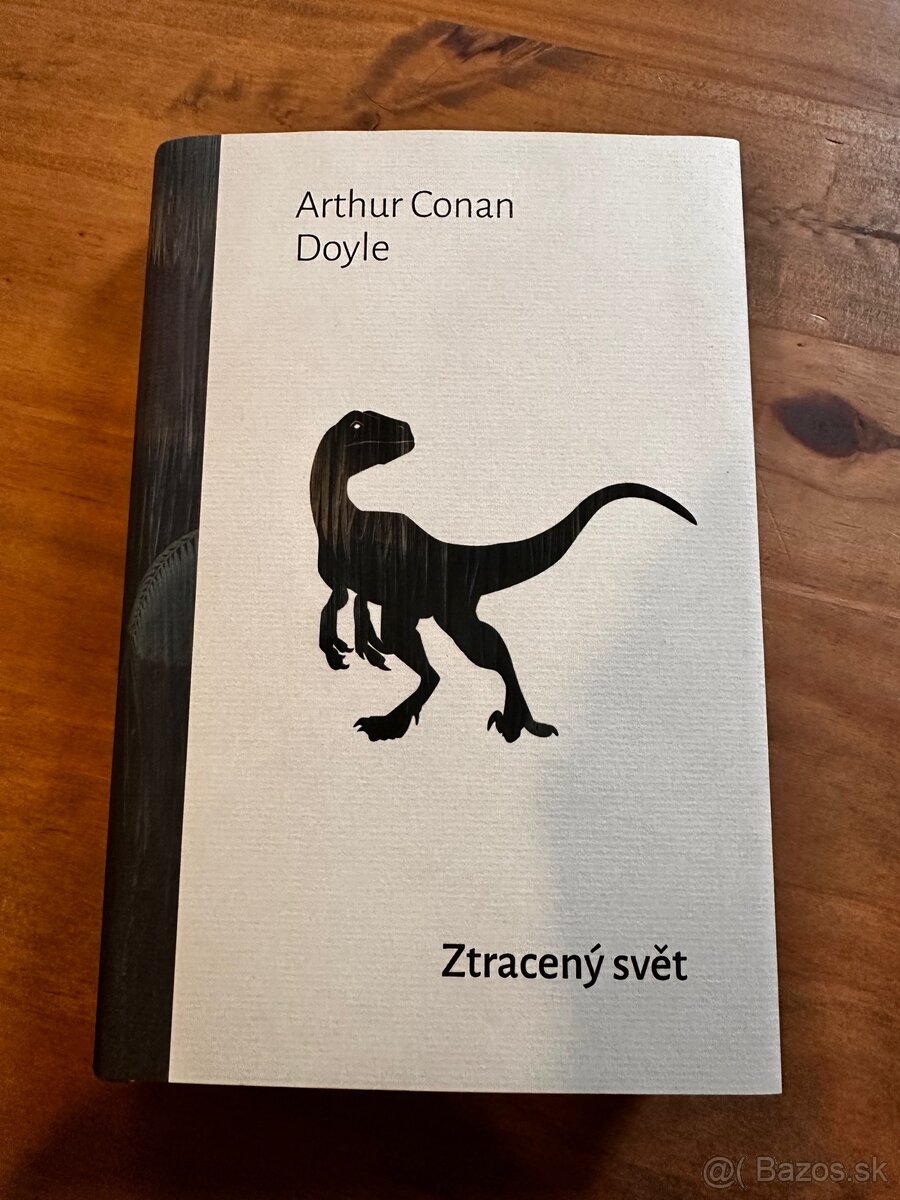 Arthur Conan
Doyle
Ztracený svět
@( Bazos.sk